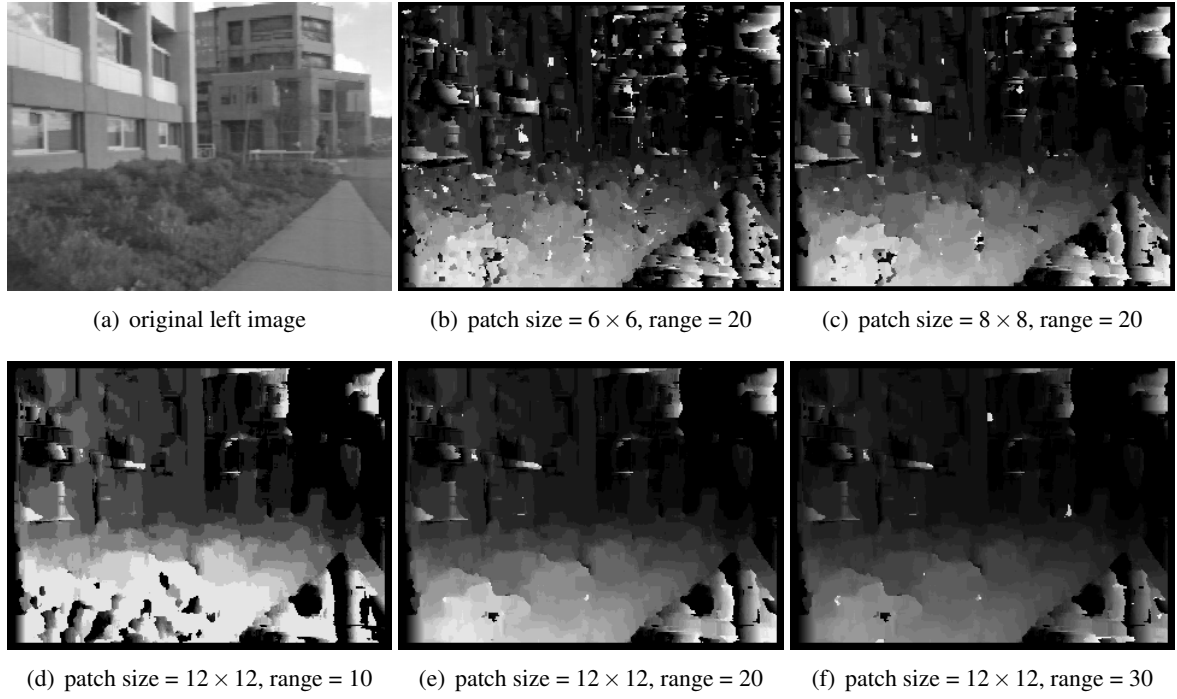 (a) original left image
(b) patch size = 6 × 6, range = 20
(c) patch size = 8 × 8, range = 20
(d) patch size = 12 × 12, range = 10
(e) patch size = 12 × 12, range = 20
(f) patch size = 12 × 12, range = 30